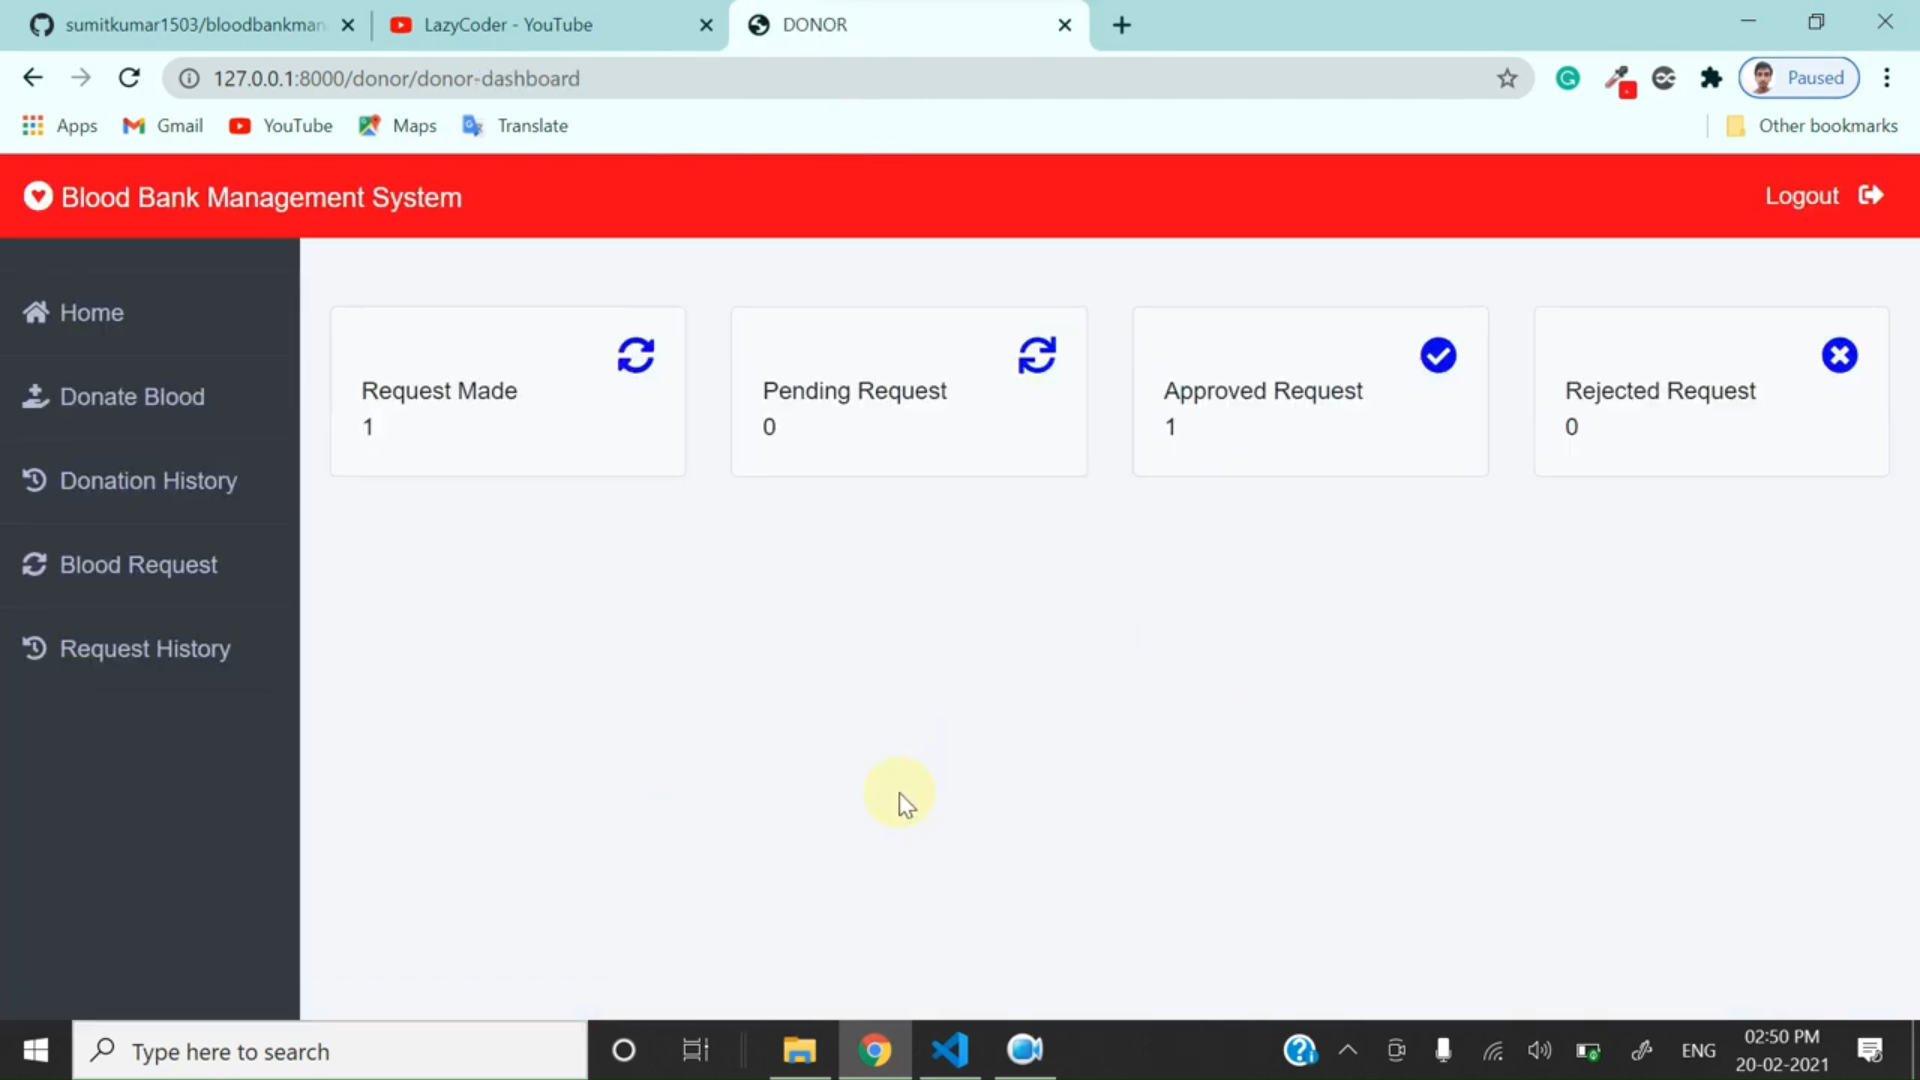 sumitkumar1503/bloodbankman
LazyCoder - YouTube
DONOR
127.0.0.1:8000/donor/donor-dashboard
Paused
Apps
Gmail
YouTube
Maps
Translate
Other bookmarks
Blood Bank Management System
Logout
Home
Donate Blood
Donation History
Blood Request
Request History
Request Made
1
Pending Request
0
Approved Request
1
Rejected Request
0
Type here to search
ENG
02:50 PM
20-02-2021